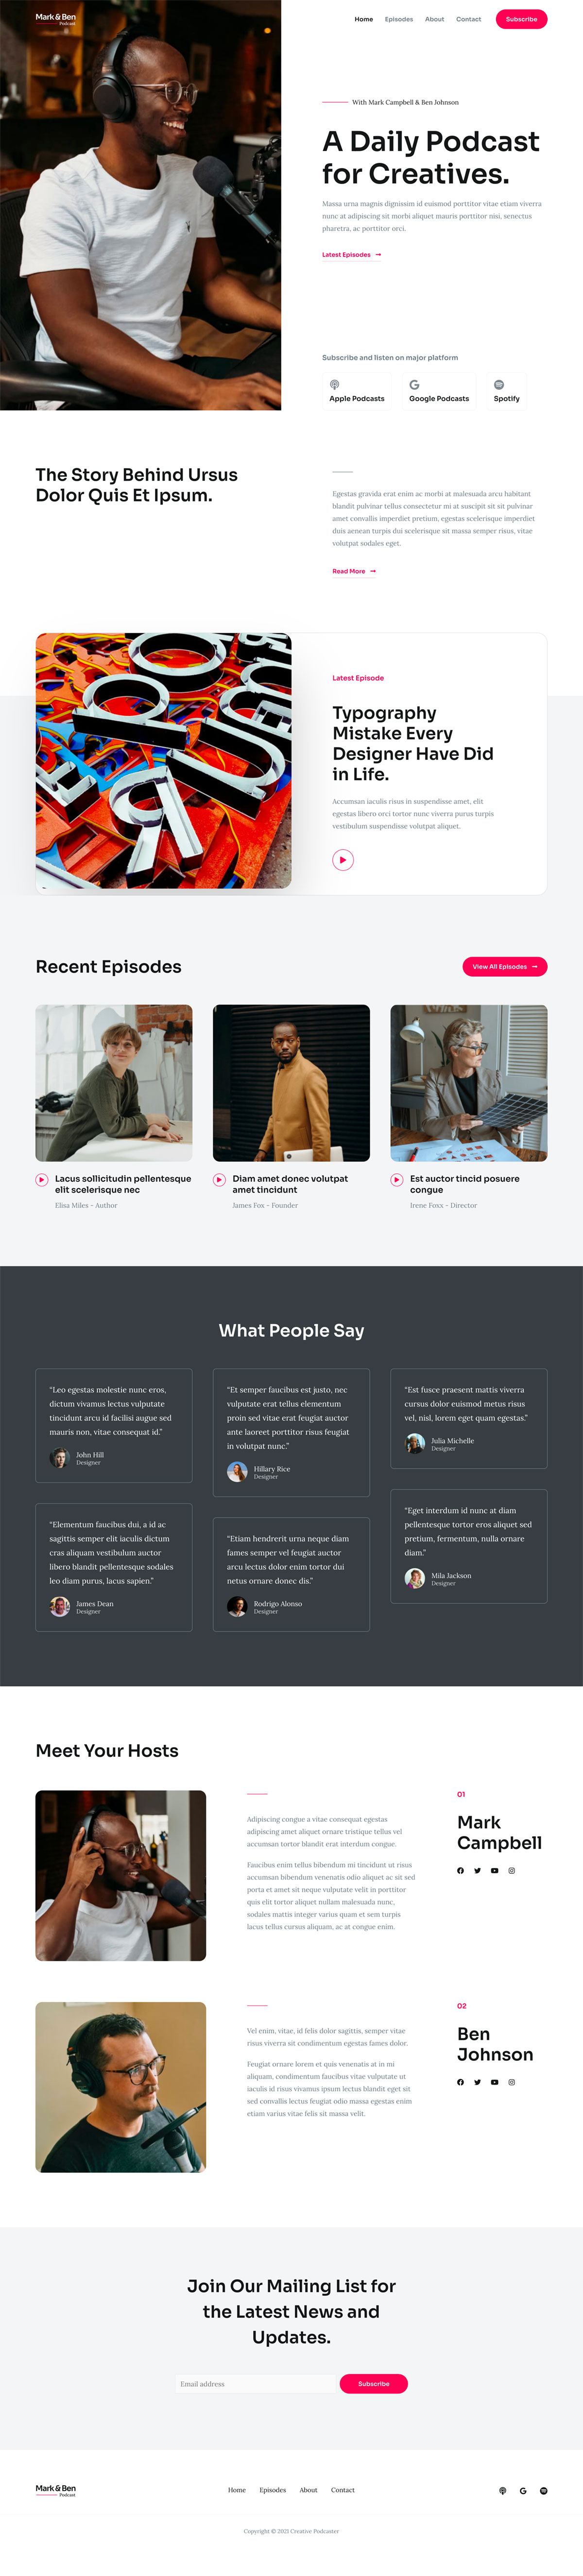 Mark & Ben
Podcast
Home
Episodes
About
Contact
Subscribe
With Mark Campbell & Ben Johnson
A Daily Podcast
for Creatives.
Massa urna magnis dignissim id euismod porttitor vitae etiam viverra
nunc at adipiscing sit morbi aliquet mauris porttitor nisi, senectus
pharetra, ac porttitor orci.
Latest Episodes
Subscribe and listen on major platform
Apple Podcasts
Google Podcasts
Spotify
The Story Behind Ursus
Dolor Quis Et Ipsum.
Egestas gravida erat enim ac morbi at malesuada arcu habitant
blandit pulvinar tellus consectetur mi at suscipit sit sit pulvinar
amet convallis imperdiet pretium, egestas scelerisque imperdiet
duis aenean turpis dui scelerisque sit massa semper risus, vitae
volutpat sodales eget.
Read More
Latest Episode
Typography
Mistake Every
Designer Have Did
in Life.
Accumsan iaculis risus in suspendisse amet, elit
egestas libero orci tortor nunc viverra purus turpis
vestibulum suspendisse volutpat aliquet.
Recent Episodes
View All Episodes
Lacus sollicitudin pellentesque
elit scelerisque nec
Elisa Miles - Author
Diam amet donec volutpat
amet tincidunt
James Fox - Founder
Est auctor tincid posuere
congue
Irene Foxx - Director
What People Say
“Leo egestas molestie nunc eros,
dictum vivamus lectus vulputate
tincidunt arcu id facilisi augue sed
mauris non, vitae consequat id.”
John Hill
Designer
“Elementum faucibus dui, a id ac
sagittis semper elit iaculis dictum
cras aliquam vestibulum auctor
libero blandit pellentesque sodales
leo diam purus, lacus sapien.”
James Dean
Designer
“Et semper faucibus est justo, nec
vulputate erat tellus elementum
proin sed vitae erat feugiat auctor
ante laoreet porttitor risus feugiat
in volutpat nunc.”
Hillary Rice
Designer
“Etiam hendrerit urna neque diam
fames semper vel feugiat auctor
arcu lectus dolor enim tortor dui
netus ornare donec dis.”
Rodrigo Alonso
Designer
“Est fusce praesent mattis viverra
cursus dolor euismod metus risus
vel, nisl, lorem eget quam egestas.”
Julia Michelle
Designer
“Eget interdum id nunc at diam
pellentesque tortor eros aliquet sed
pretium, fermentum, nulla ornare
diam.”
Mila Jackson
Designer
Meet Your Hosts
Adipiscing congue a vitae consequat egestas
adipiscing amet aliquet ornare tristique tellus vel
accumsan tortor blandit erat interdum congue.
Faucibus enim tellus bibendum mi tincidunt ut risus
accumsan bibendum venenatis odio aliquet ac sit sed
porta et amet sit neque vulputate velit in porttitor
quis elit tortor aliquet nullam malesuada nunc,
sodales mattis integer varius quam et sem turpis
lacus tellus cursus aliquam, ac at congue enim.
01
Mark
Campbell
Vel enim, vitae, id felis dolor sagittis, semper vitae
risus viverra sit condimentum egestas fames dolor.
Feugiat ornare lorem et quis venenatis at in mi
aliquam, condimentum faucibus vitae vulputate ut
iaculis id risus vivamus ipsum lectus blandit eget sit
sed convallis lectus feugiat odio massa egestas enim
etiam varius vitae felis sit massa velit.
02
Ben
Johnson
Join Our Mailing List for
the Latest News and
Updates.
Email address
Subscribe
Mark & Ben
Podcast
Home
Episodes
About
Contact
Copyright © 2021 Creative Podcaster